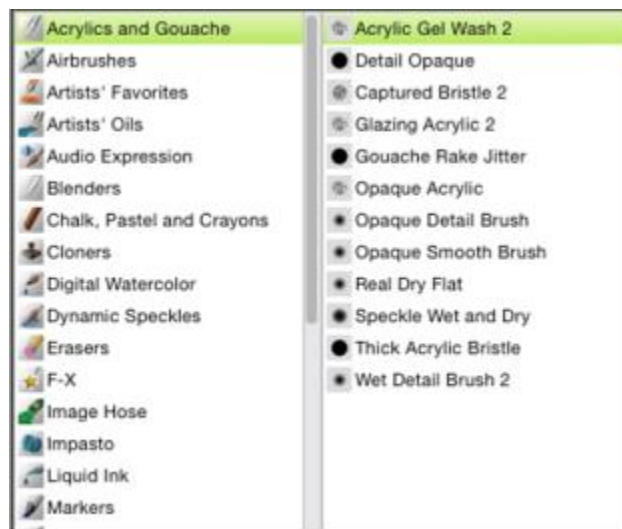 Acrylics and Gouache
Airbrushes
Artists' Favorites
Artists' Oils
Audio Expression
Blenders
Chalk, Pastel and Crayons
Cloners
Digital Watercolor
Dynamic Speckles
Erasers
F-X
Image Hose
Impasto
Liquid Ink
Markers
Acrylic Gel Wash 2
Detail Opaque
Captured Bristle 2
Glazing Acrylic 2
Gouache Rake Jitter
Opaque Acrylic
Opaque Detail Brush
Opaque Smooth Brush
Real Dry Flat
Speckle Wet and Dry
Thick Acrylic Bristle
Wet Detail Brush 2